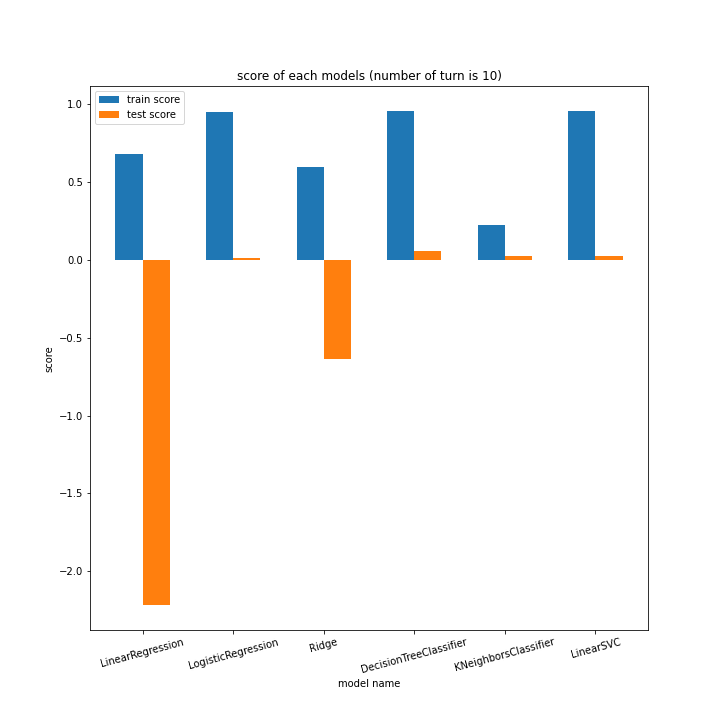 score of each models (number of turn is 10)
train score
test score
1.0
0.5
0.0
−0.5
−1.0
−1.5
−2.0
score
LinearRegression
LogisticRegression
Ridge
DecisionTreeClassifier
KNeighborsClassifier
LinearSVC
model name